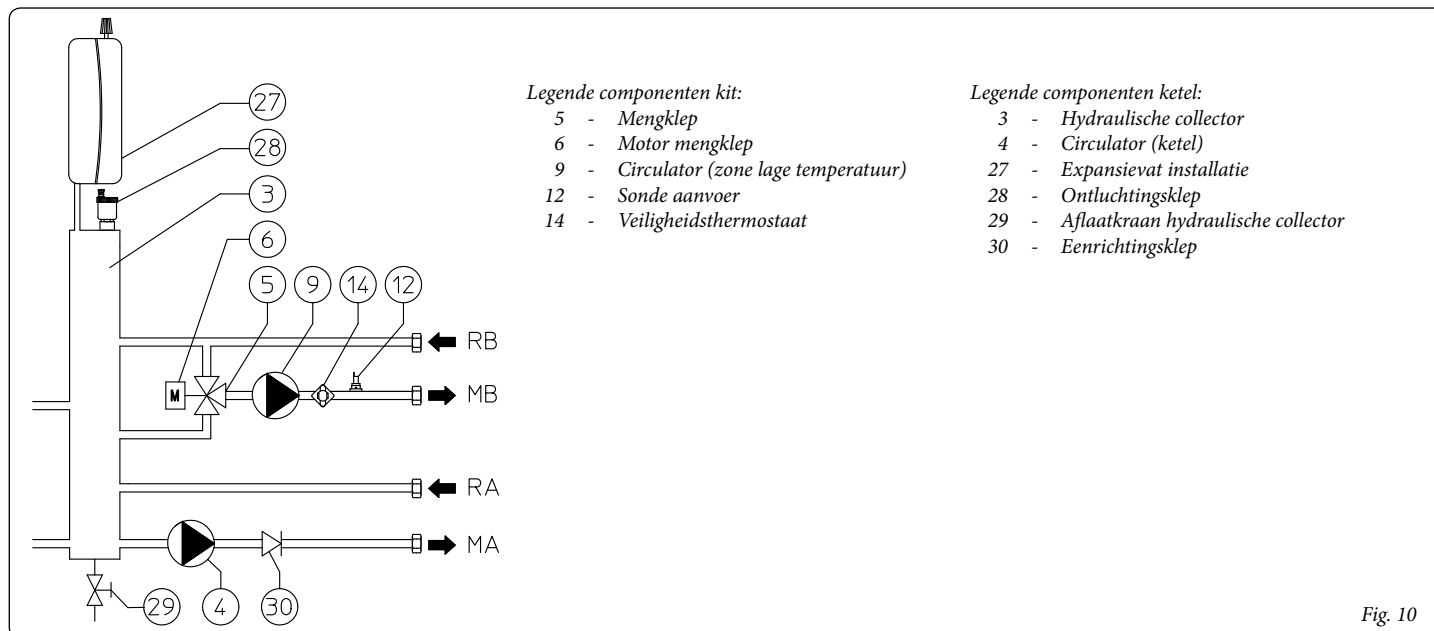 Legende componenten kit:
5 - Mengklep
6 - Motor mengklep
9 - Circulator (zone lage temperatuur)
12 - Sonde aanvoer
14 - Veiligheidsthermostaat
Legende componenten ketel:
3 - Hydraulische collector
4 - Circulator (ketel)
27 - Expansievat installatie
28 - Ontluchtingsklep
29 - Aflaatkraan hydraulische collector
30 - Eenrichtingsklep
27
28
3
6
5 9 14 12
RB
M
MB
RA
MA
29 4 30
Fig. 10